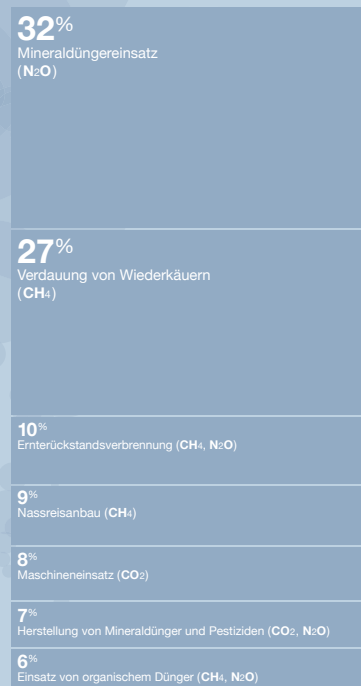 32%
Mineraldüngereinsatz
(N2O)
27%
Verdauung von Wiederkäuern
(CH4)
10%
Ernterückstandsverbrennung (CH4, N2O)
9%
Nassreisanbau (CH4)
8%
Maschineneinsatz (CO2)
7%
Herstellung von Mineraldünger und Pestiziden (CO2, N2O)
6%
Einsatz von organischem Dünger (CH4, N2O)